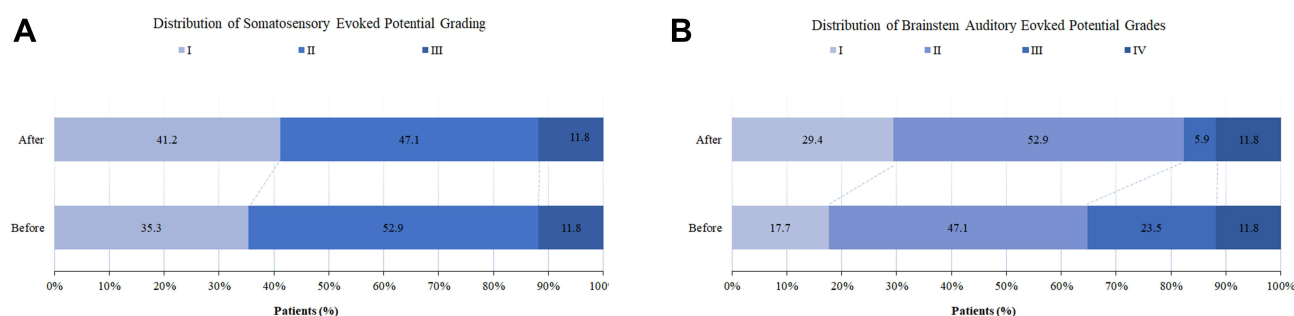 A
Distribution of Somatosensory Evoked Potential Grading
I II III
After 41.2 47.1 11.8
Before 35.3 52.9 11.8
0% 10% 20% 30% 40% 50% 60% 70% 80% 90% 100%
Patients (%)
B
Distribution of Brainstem Auditory Eovked Potential Grades
I II III IV
After 29.4 52.9 5.9 11.8
Before 17.7 47.1 23.5 11.8
0% 10% 20% 30% 40% 50% 60% 70% 80% 90% 100%
Patients (%)